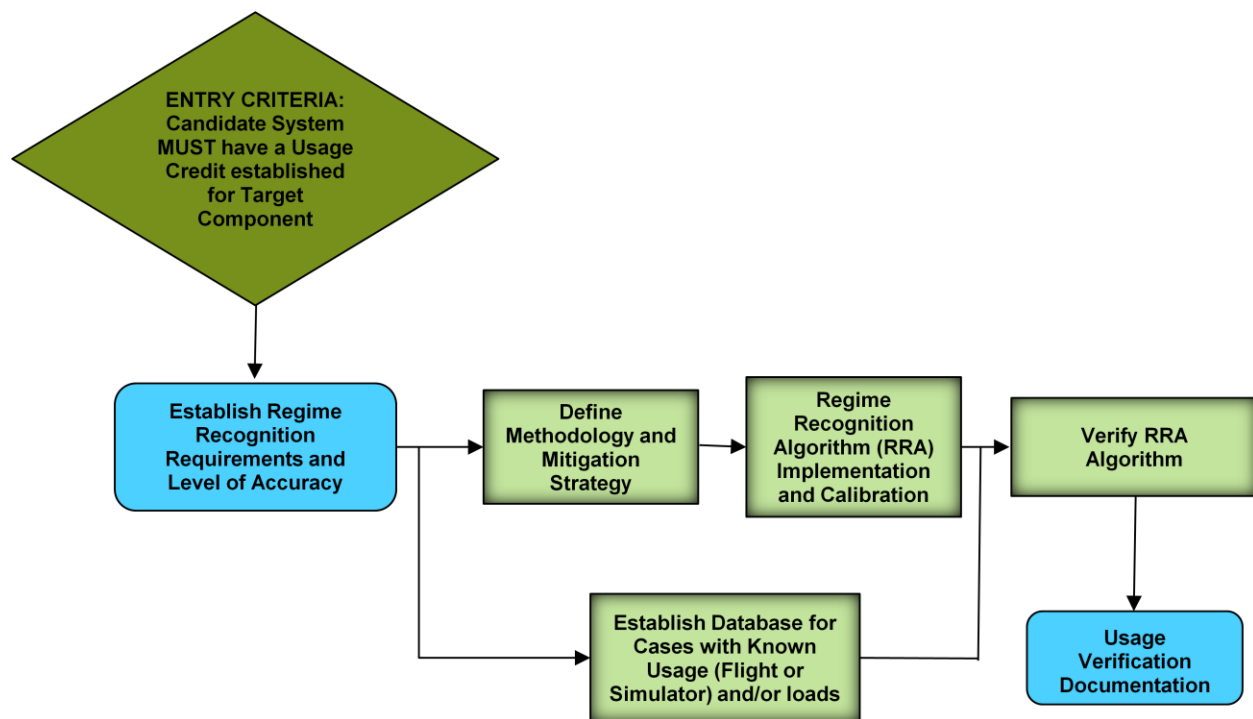 ENTRY CRITERIA:
Candidate System
MUST have a Usage
Credit established
for Target
Component
Establish Regime
Recognition
Requirements and
Level of Accuracy
Define
Methodology and
Mitigation
Strategy
Regime
Recognition
Algorithm (RRA)
Implementation
and Calibration
Verify RRA
Algorithm
Establish Database for
Cases with Known
Usage (Flight or
Simulator) and/or loads
Usage
Verification
Documentation